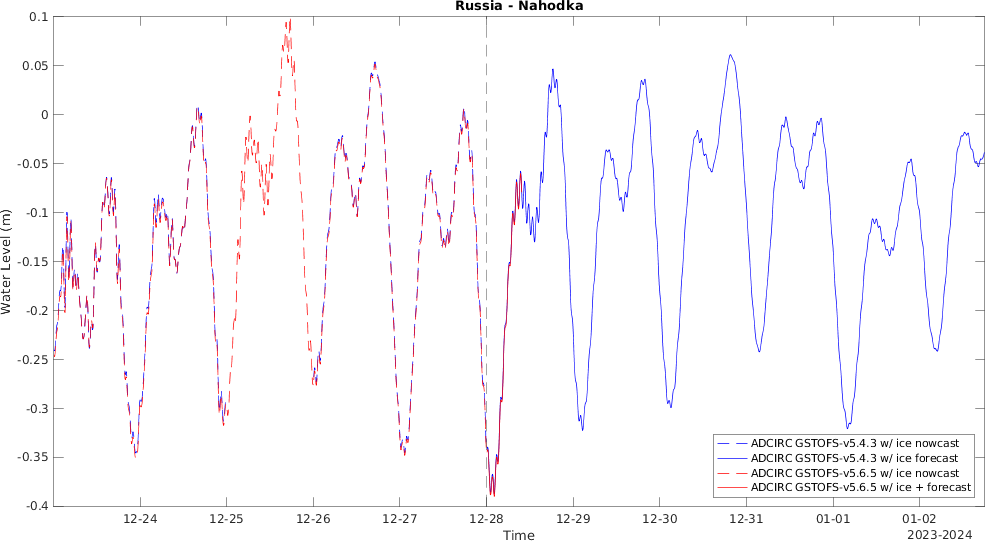 Russia - Nahodka
Water Level (m)
0.1
0.05
0
-0.05
-0.1
-0.15
-0.2
-0.25
-0.3
-0.35
-0.4
ADCIRC GSTOFS-v5.4.3 w/ ice nowcast
ADCIRC GSTOFS-v5.4.3 w/ ice forecast
ADCIRC GSTOFS-v5.6.5 w/ ice nowcast
ADCIRC GSTOFS-v5.6.5 w/ ice + forecast
12-24 12-25 12-26 12-27 12-28 12-29 12-30 12-31 01-01 01-02
Time
2023-2024